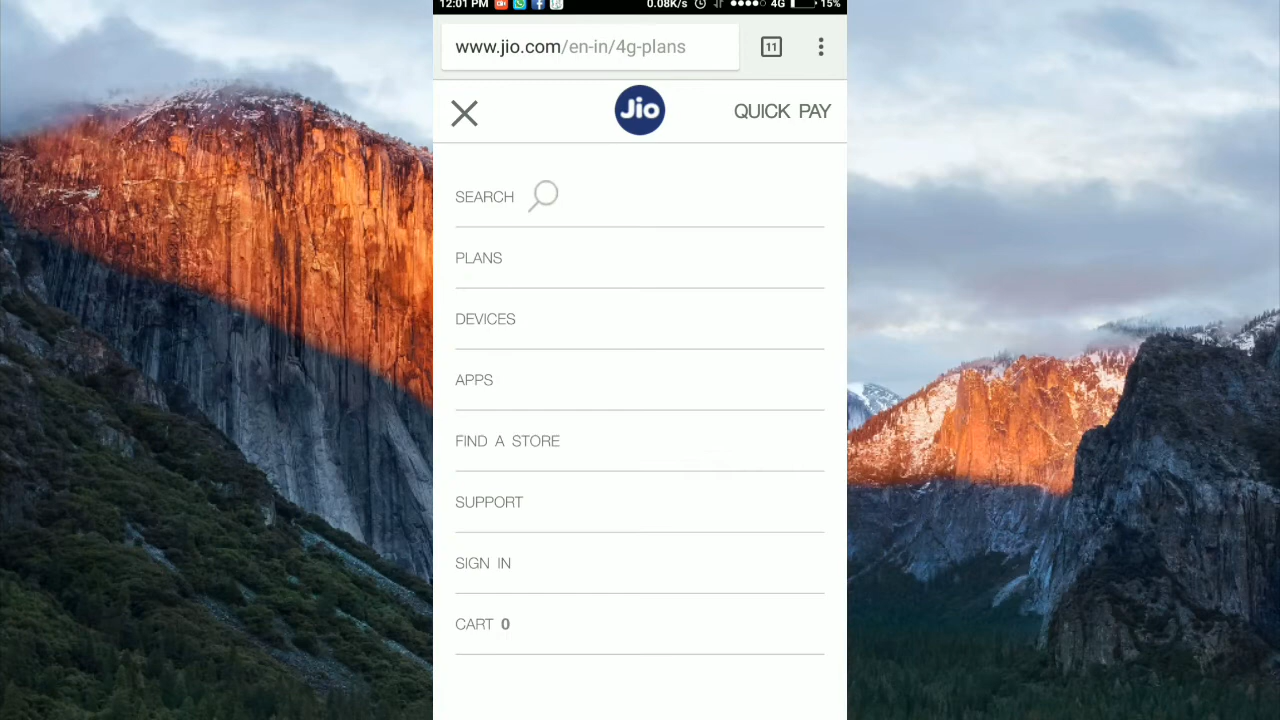 12:01 PM 0.08K/s 4G 15%
www.jio.com/en-in/4g-plans 11
Jio QUICK PAY
SEARCH
PLANS
DEVICES
APPS
FIND A STORE
SUPPORT
SIGN IN
CART 0